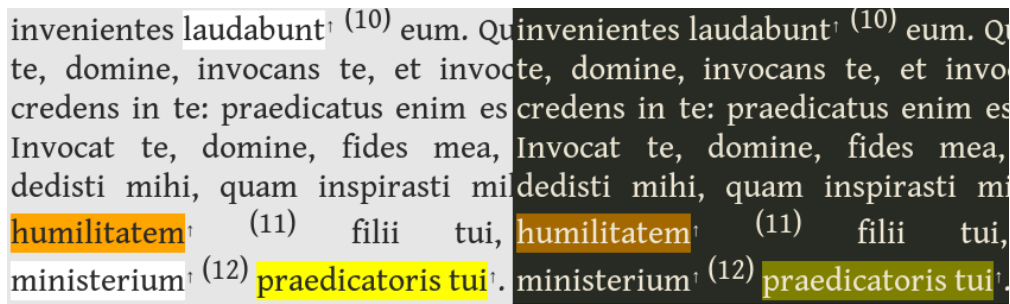 invenientes laudabunt↑ (10) eum. Qu
te, domine, invocans te, et invoc
credens in te: praedicatus enim es
Invocat te, domine, fides mea,
dedisti mihi, quam inspirasti mi
humilitatem↑ (11) filii tui,
ministerium↑ (12) praedicatoris tui↑.
invenientes laudabunt↑ (10) eum. Qu
te, domine, invocans te, et invo
credens in te: praedicatus enim es
Invocat te, domine, fides mea,
dedisti mihi, quam inspirasti mi
humilitatem↑ (11) filii tui,
ministerium↑ (12) praedicatoris tui↑.